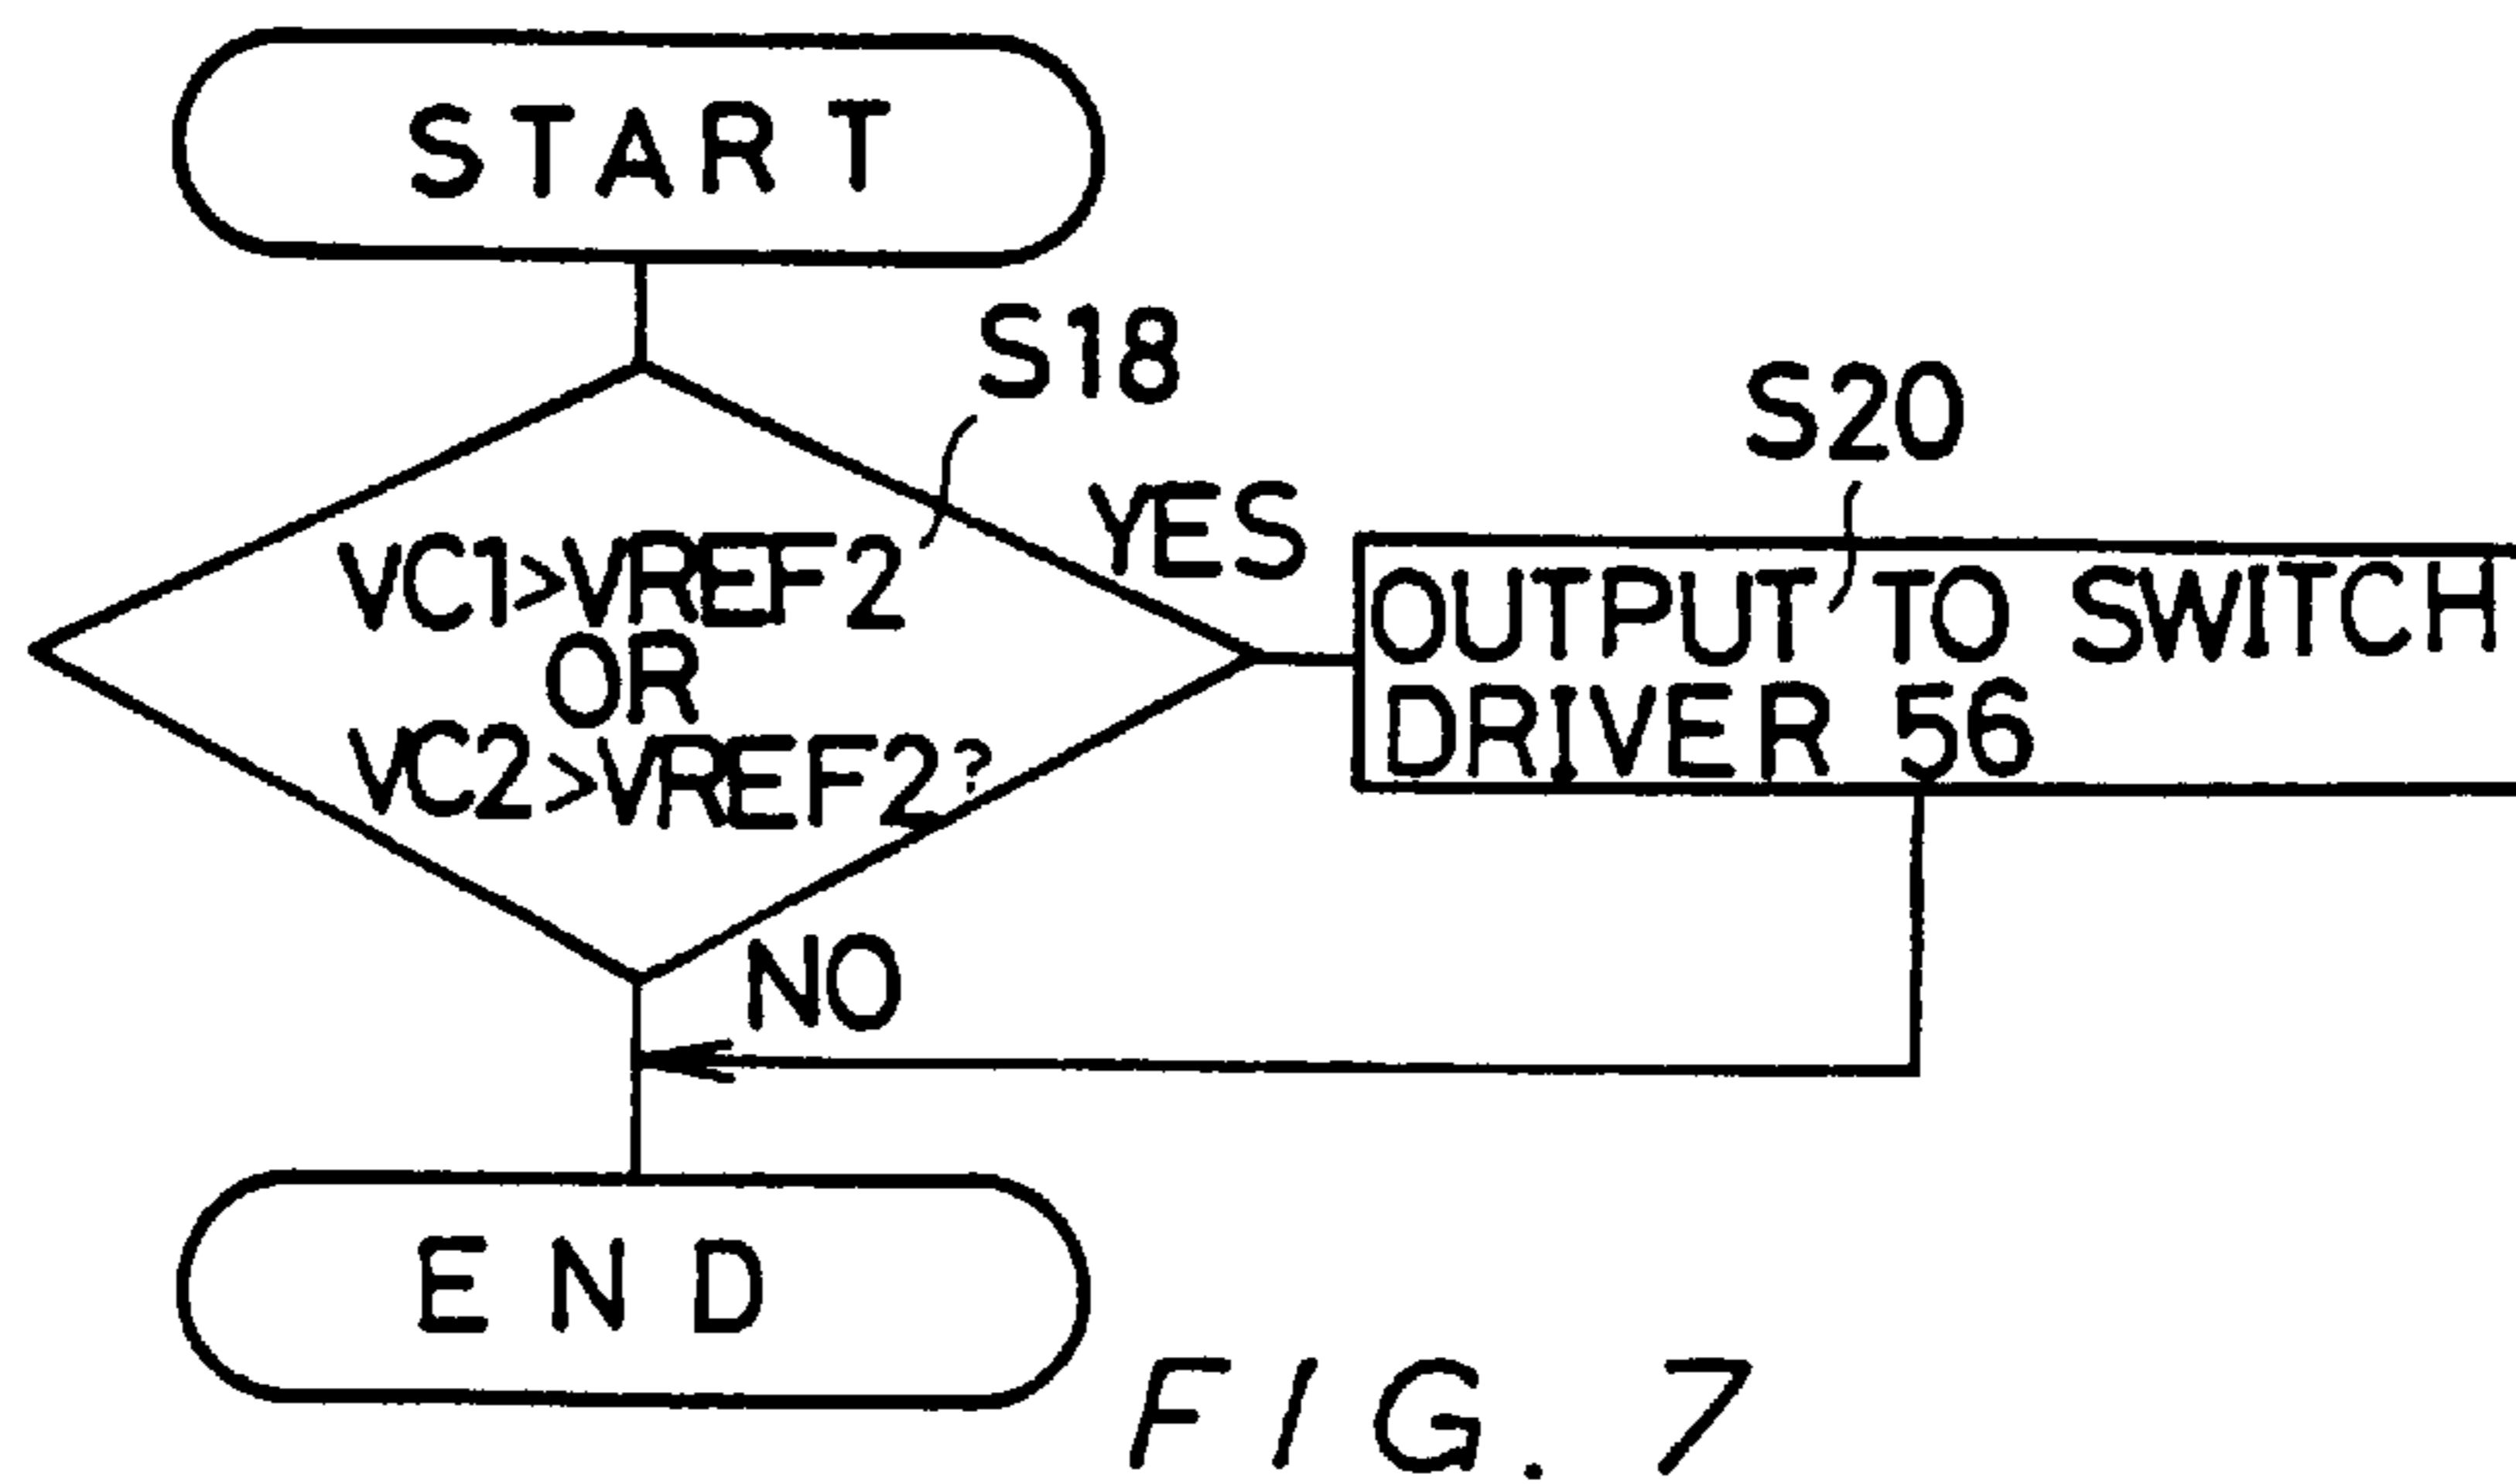 START
S18
S20
YES
VC1>VREF2
OR
VC2>VREF2?
OUTPUT TO SWITCH
DRIVER 56
NO
END
FIG. 7